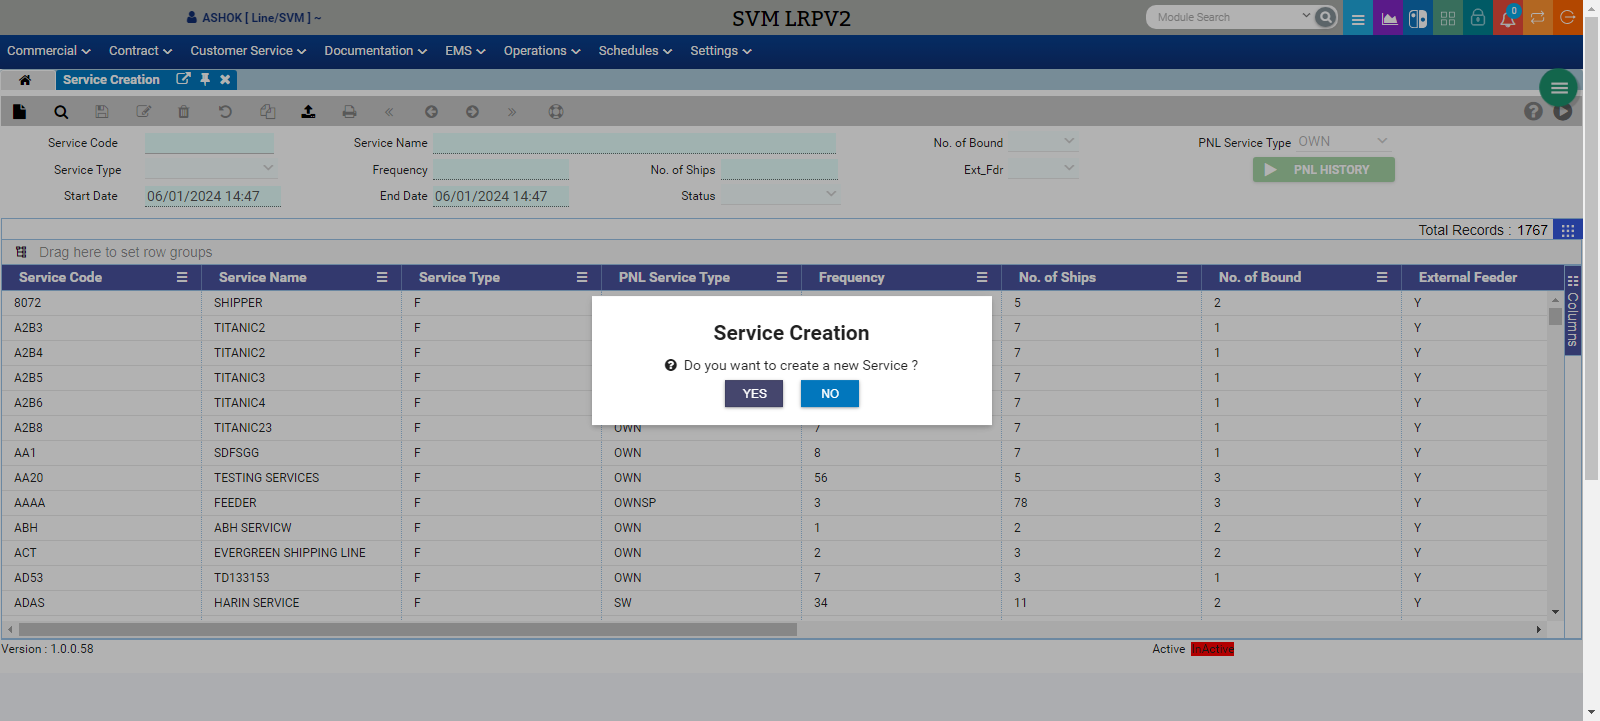 ASHOK [ Line/SVM ] ~
SVM LRPV2
Module Search
0
Commercial Contract Customer Service Documentation EMS Operations Schedules Settings
Service Creation
Service Code
Service Name
No. of Bound
PNL Service Type OWN
Service Type
Frequency
No. of Ships
Ext_Fdr
PNL HISTORY
Start Date 06/01/2024 14:47
End Date 06/01/2024 14:47
Status
Total Records : 1767
Drag here to set row groups
Service Code Service Name Service Type PNL Service Type Frequency No. of Ships No. of Bound External Feeder
Columns
8072 SHIPPER F 5 2 Y
A2B3 TITANIC2 F 7 1 Y
A2B4 TITANIC2 F 7 1 Y
A2B5 TITANIC3 F 7 1 Y
A2B6 TITANIC4 F 7 1 Y
A2B8 TITANIC23 F OWN 7 7 1 Y
AA1 SDFSGG F OWN 8 7 1 Y
AA20 TESTING SERVICES F OWN 56 5 3 Y
AAAA FEEDER F OWNSP 3 78 3 Y
ABH ABH SERVICW F OWN 1 2 2 Y
ACT EVERGREEN SHIPPING LINE F OWN 2 3 2 Y
AD53 TD133153 F OWN 7 3 1 Y
ADAS HARIN SERVICE F SW 34 11 2 Y
Service Creation
Do you want to create a new Service ?
YES NO
Version : 1.0.0.58
Active InActive